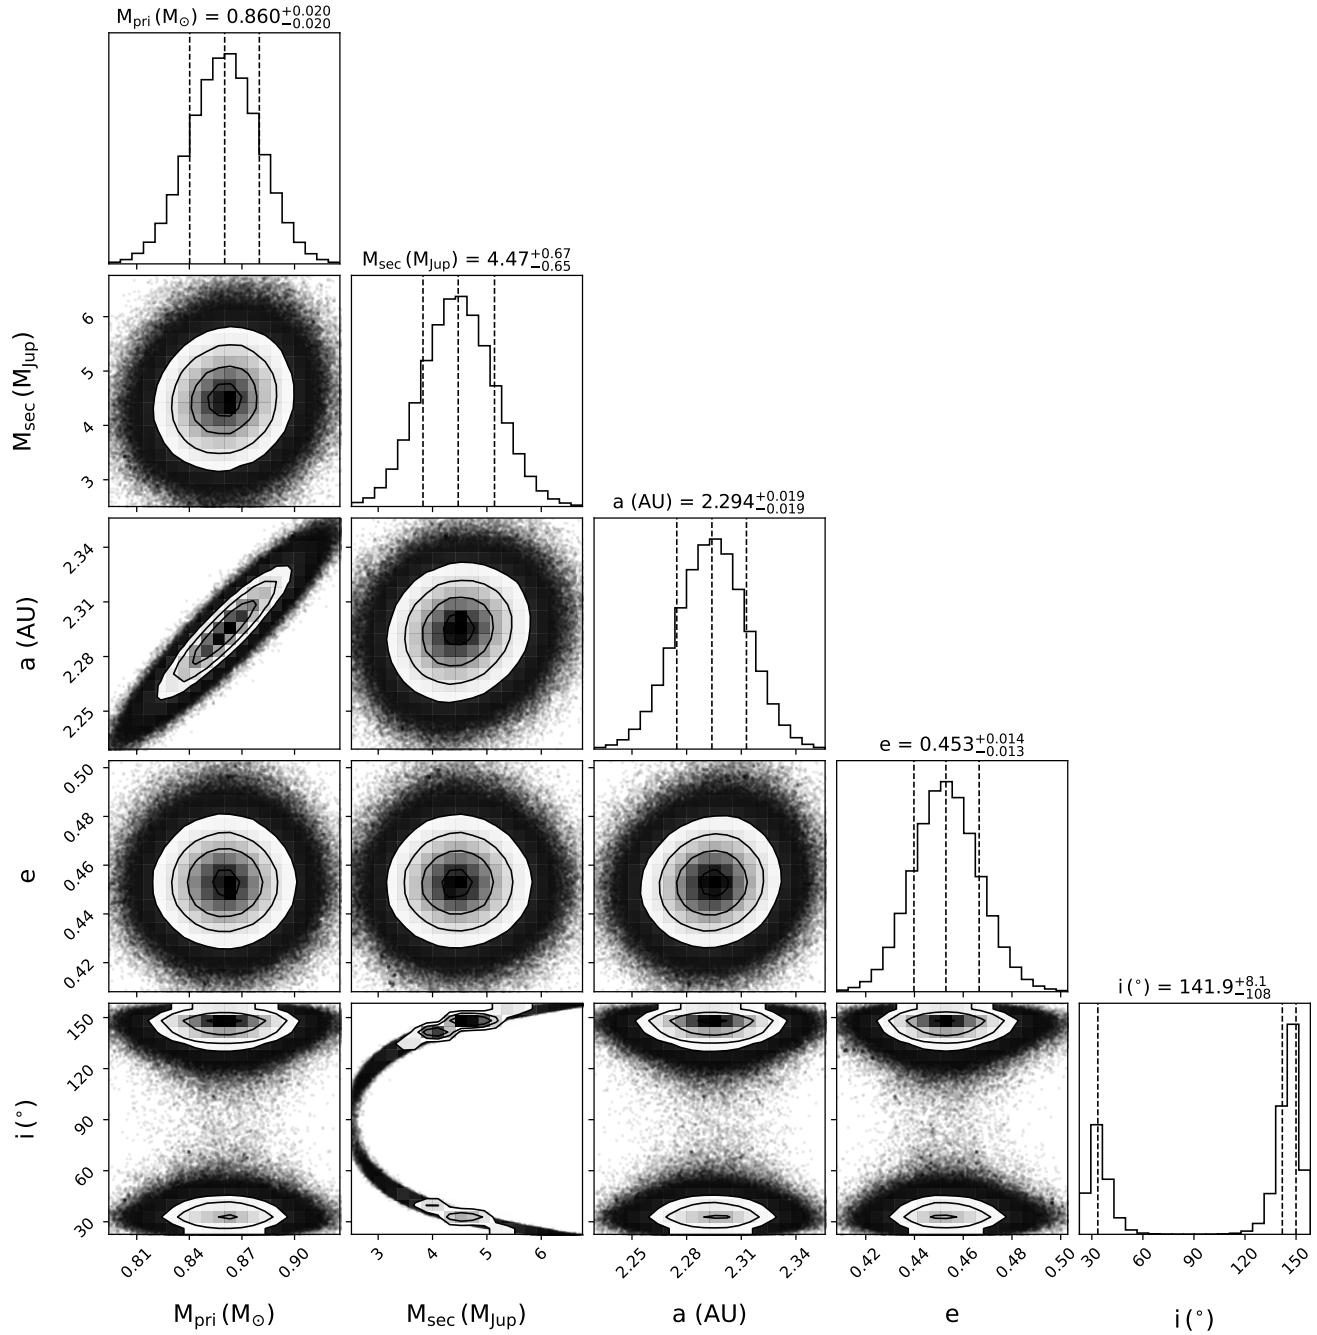 M_pri (M_⊙) = 0.860^{+0.020}_{-0.020}
M_sec (M_Jup) = 4.47^{+0.67}_{-0.65}
6
5
4
3
M_sec (M_Jup)
a (AU) = 2.294^{+0.019}_{-0.019}
2.34
2.31
2.28
2.25
a (AU)
e = 0.453^{+0.014}_{-0.013}
0.50
0.48
0.46
0.44
0.42
e
i (°) = 141.9^{+8.1}_{-108}
150
120
90
60
30
i (°)
0.81 0.84 0.87 0.90
3 4 5 6
2.25 2.28 2.31 2.34
0.42 0.44 0.46 0.48 0.50
30 60 90 120 150
M_pri (M_⊙)
M_sec (M_Jup)
a (AU)
e
i (°)